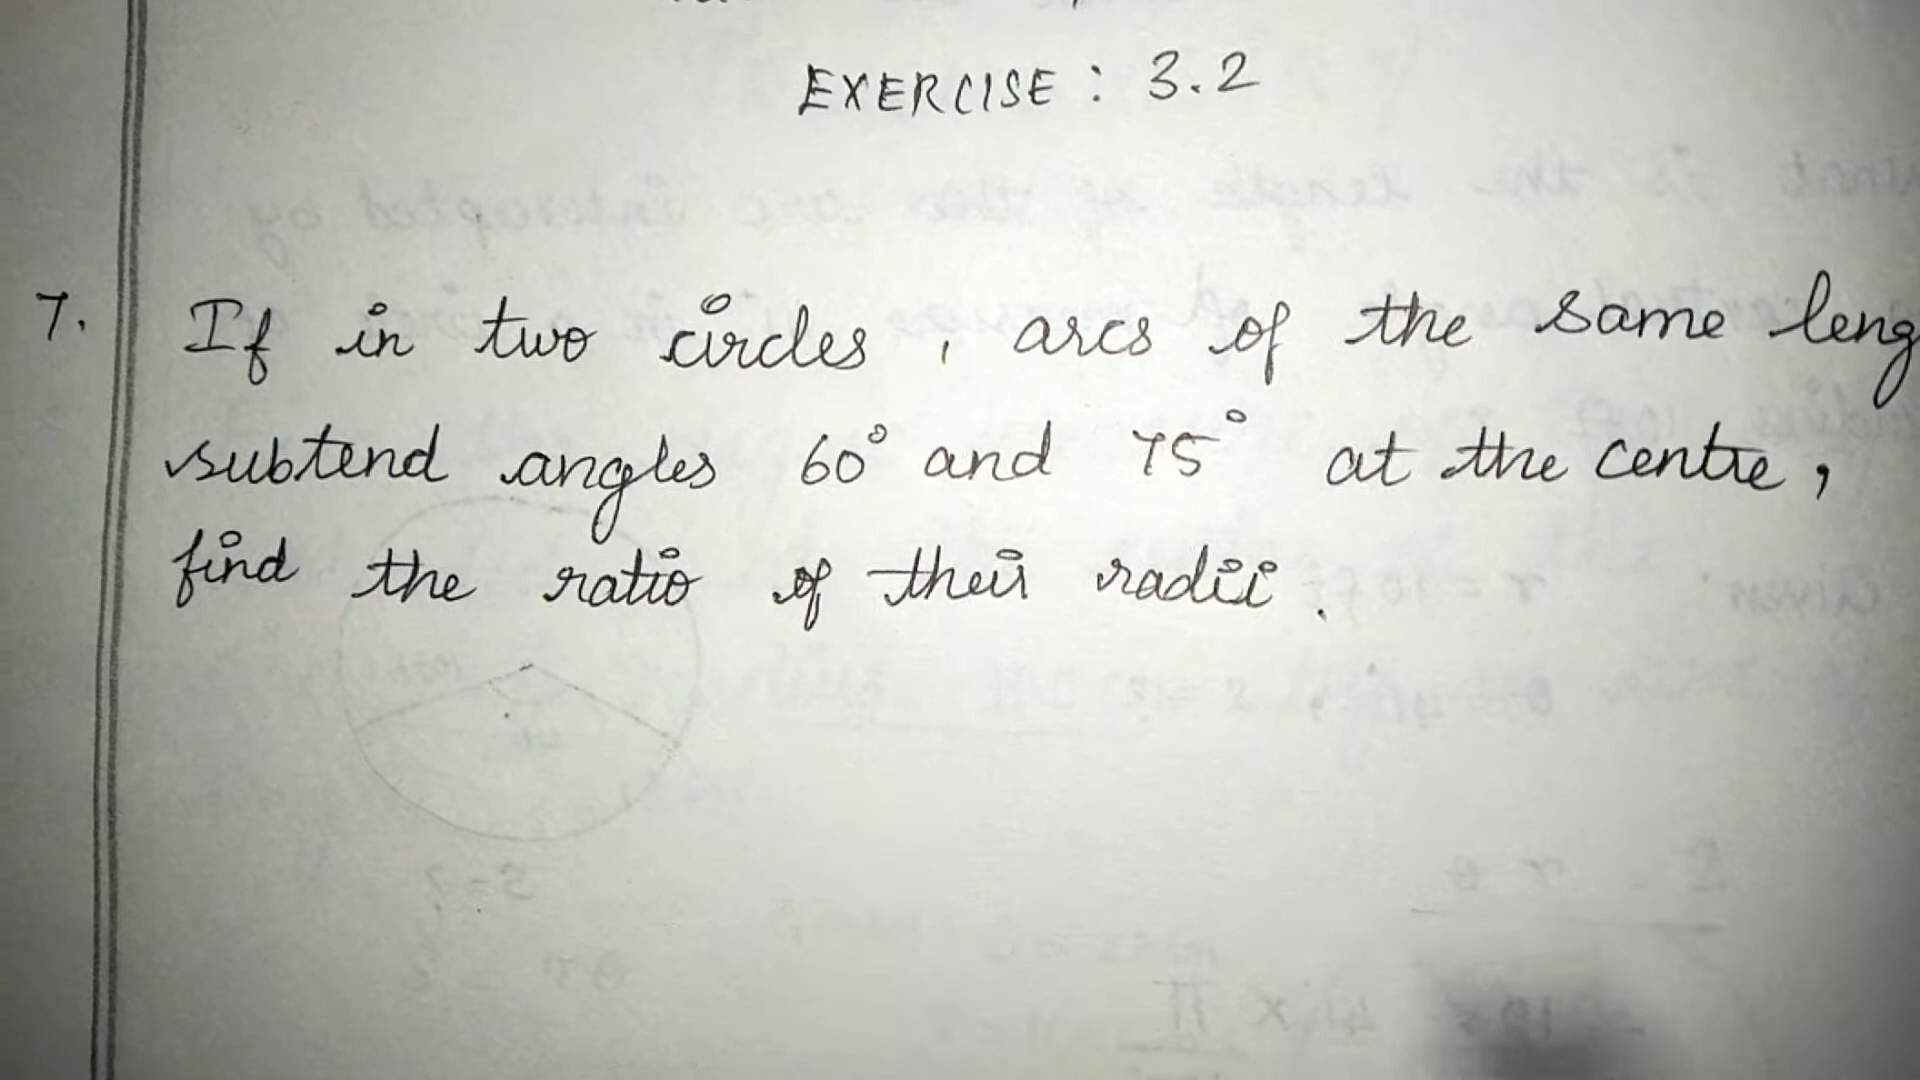 EXERCISE : 3.2
7. If in two circles, arcs of the same leng
subtend angles 60° and 75° at the centre,
find the ratio of their radii.